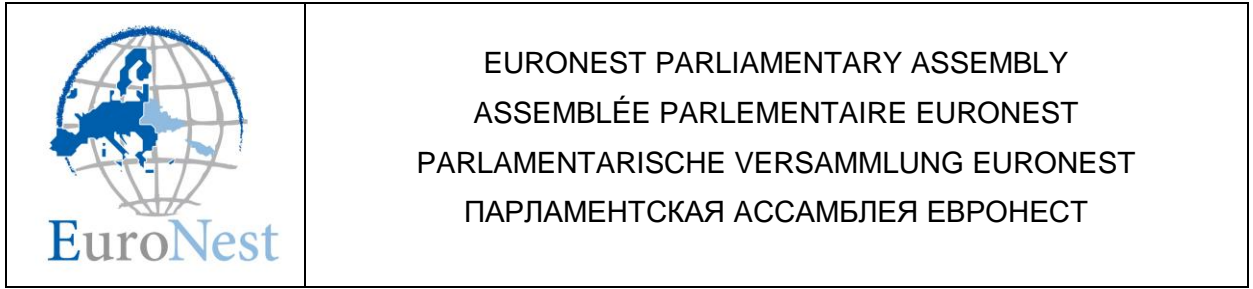 EuroNest
EURONEST PARLIAMENTARY ASSEMBLY
ASSEMBLÉE PARLEMENTAIRE EURONEST
PARLAMENTARISCHE VERSAMMLUNG EURONEST
ПАРЛАМЕНТСКАЯ АССАМБЛЕЯ ЕВРОНЕСТ